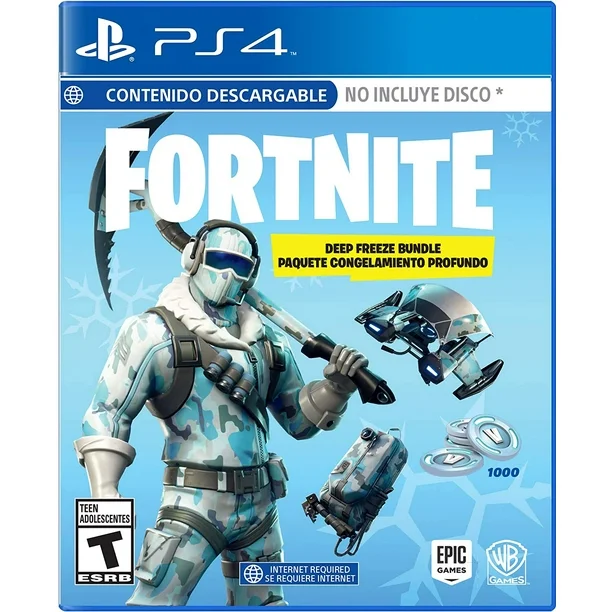 PS4
CONTENIDO DESCARGABLE NO INCLUYE DISCO *
FORTNITE
DEEP FREEZE BUNDLE
PAQUETE CONGELAMIENTO PROFUNDO
1000
TEEN
ADOLESCENTES
T
ESRB
INTERNET REQUIRED
SE REQUIERE INTERNET
EPIC
GAMES
WB
GAMES